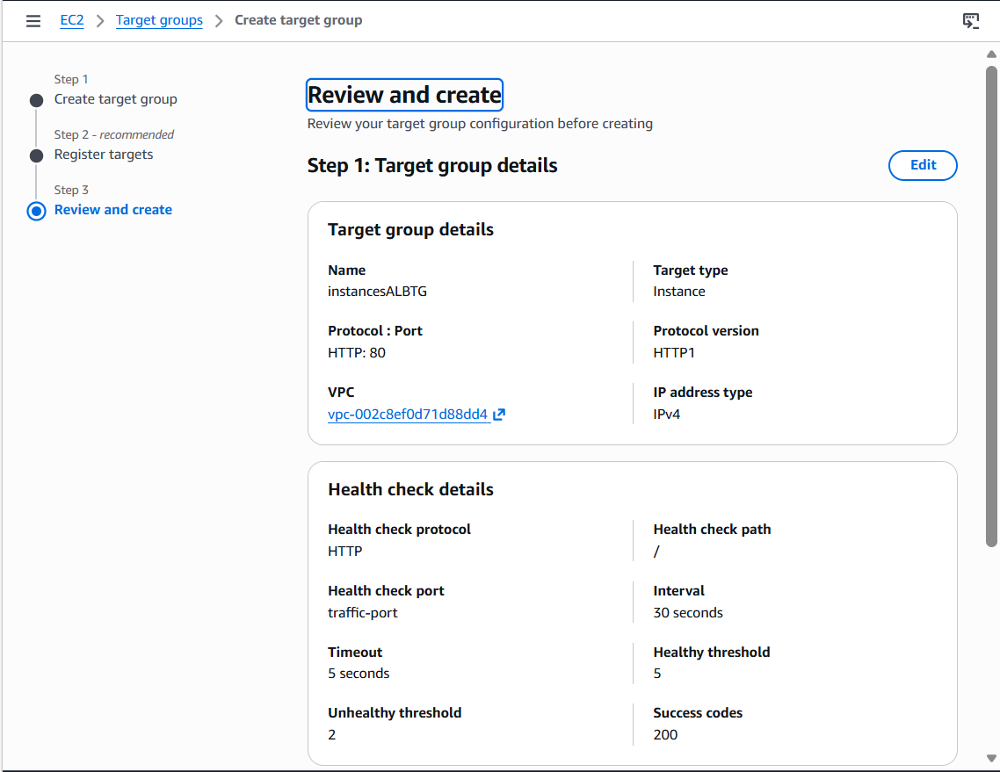 EC2 > Target groups > Create target group
Step 1
Create target group
Step 2 - recommended
Register targets
Step 3
Review and create
Review and create
Review your target group configuration before creating
Step 1: Target group details
Edit
Target group details
Name
instancesALBTG
Target type
Instance
Protocol : Port
HTTP: 80
Protocol version
HTTP1
VPC
vpc-002c8ef0d71d88dd4
IP address type
IPv4
Health check details
Health check protocol
HTTP
Health check path
/
Health check port
traffic-port
Interval
30 seconds
Timeout
5 seconds
Healthy threshold
5
Unhealthy threshold
2
Success codes
200